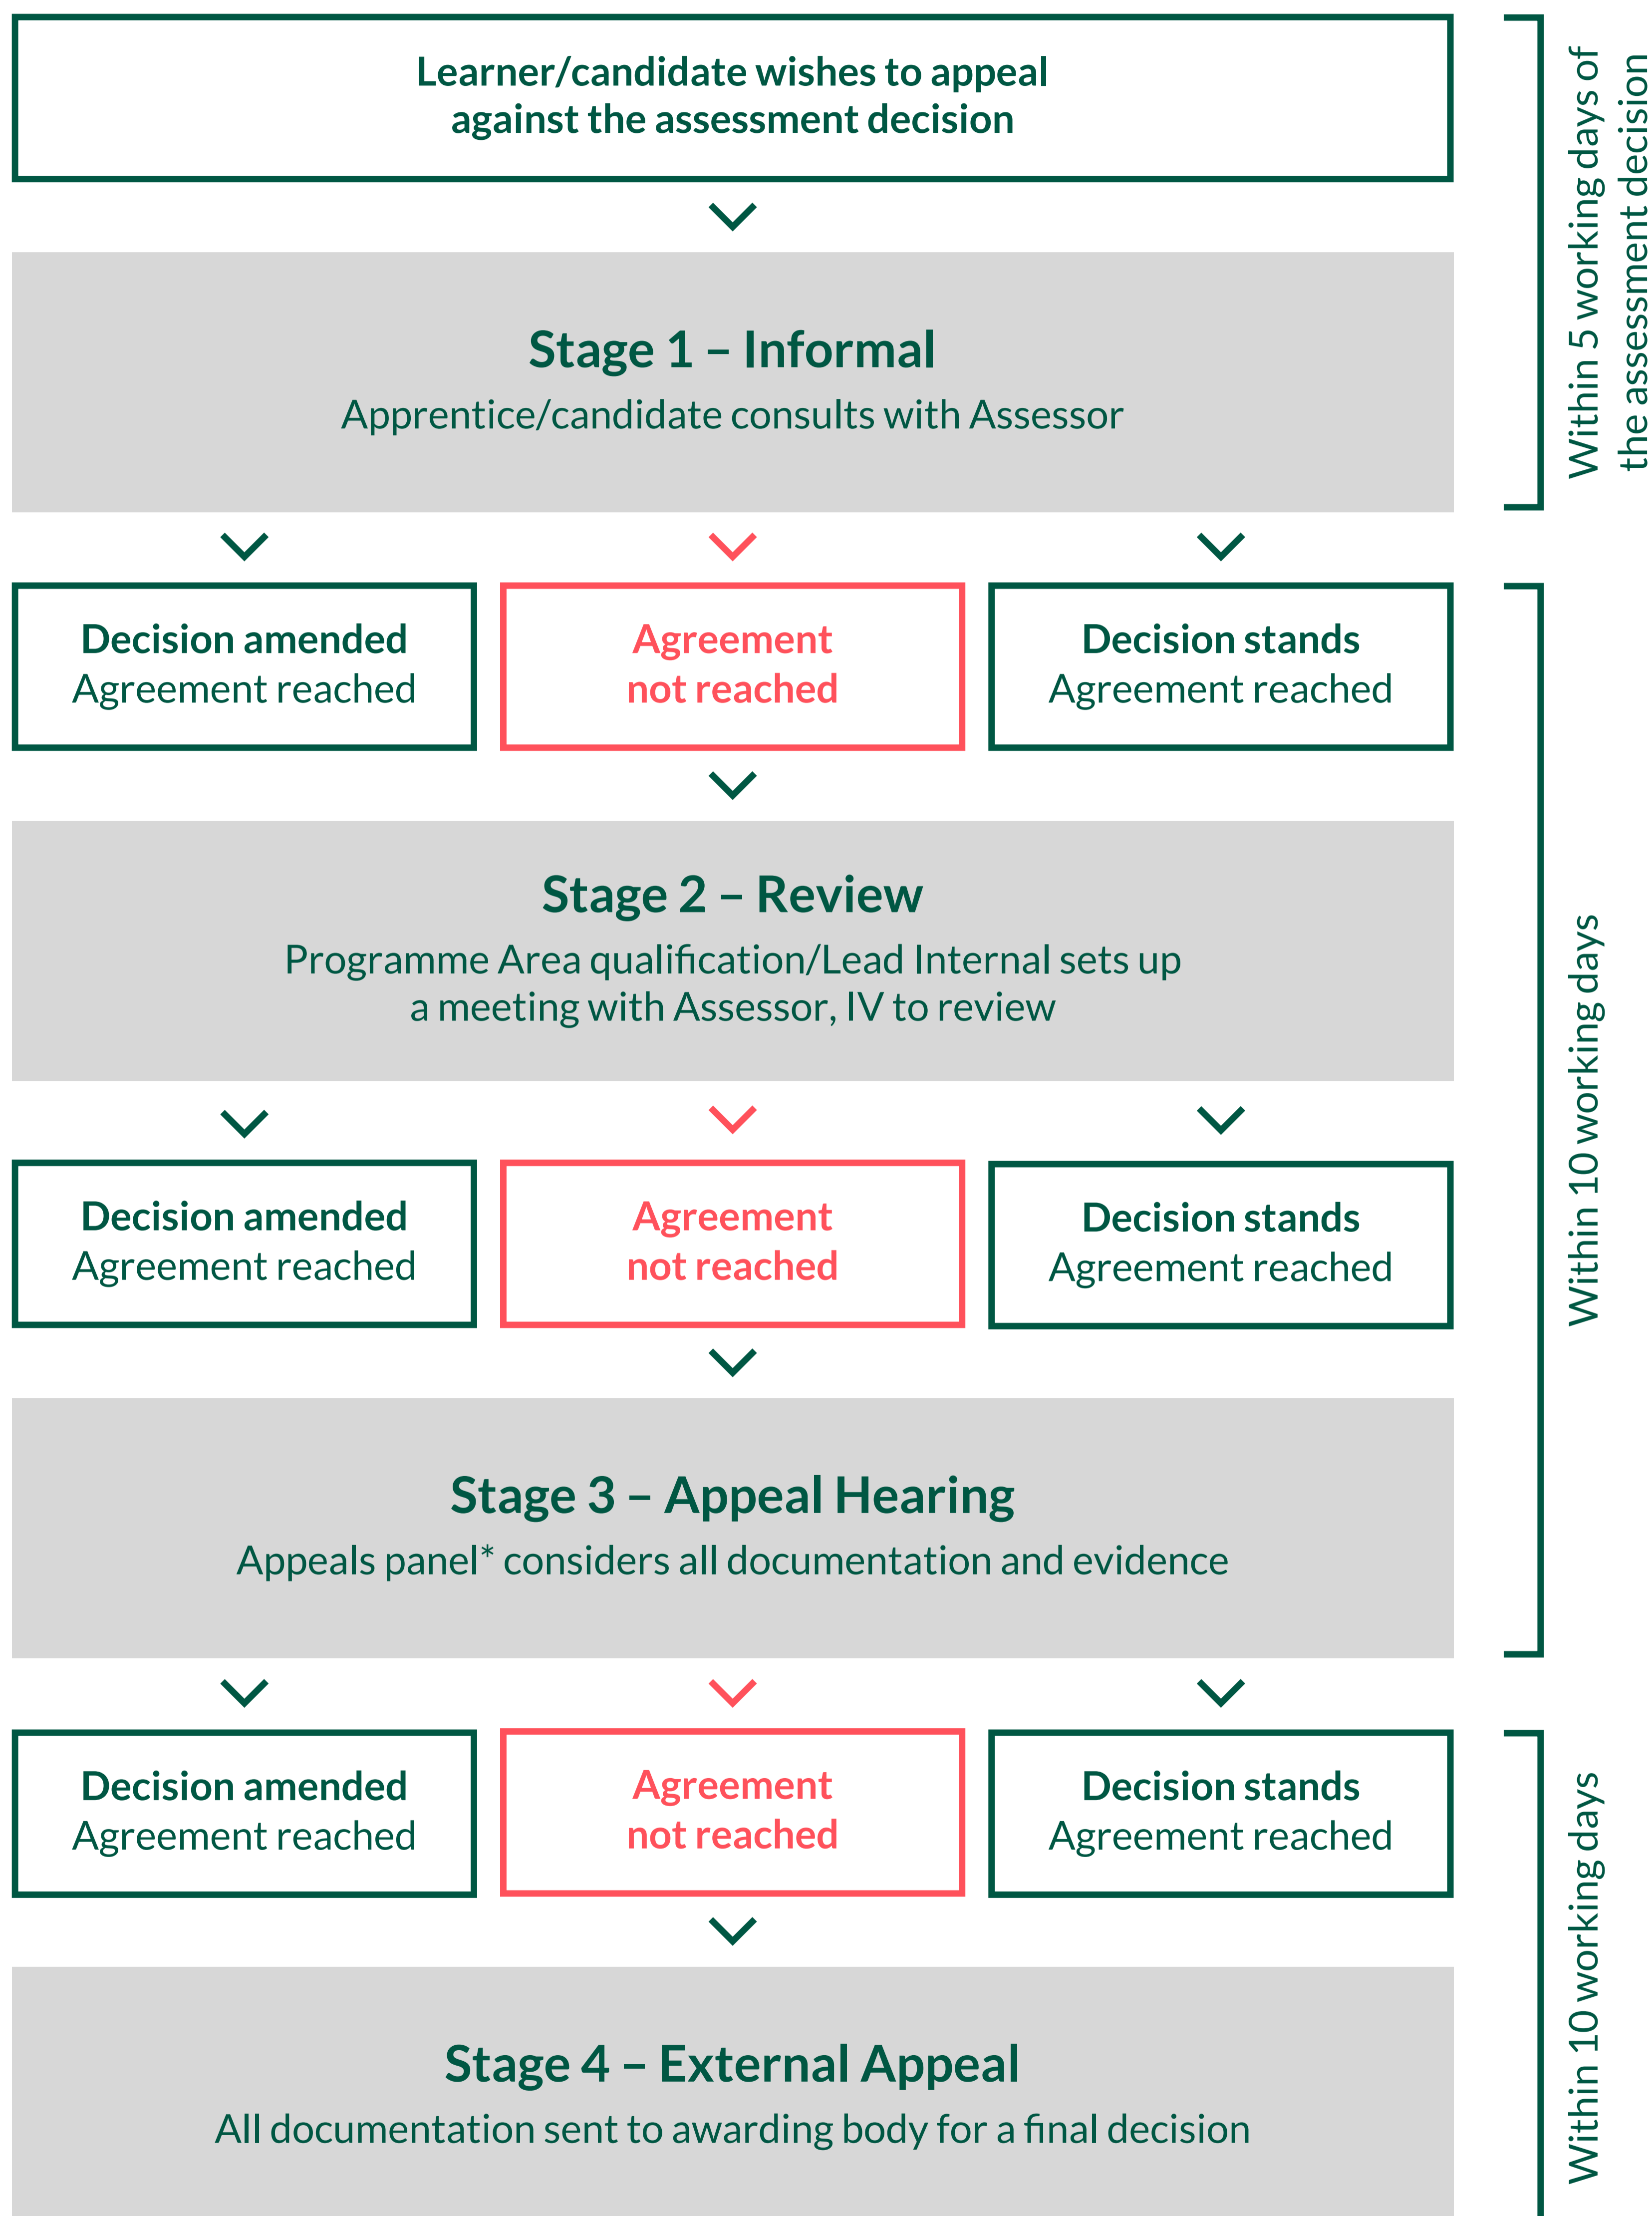 Learner/candidate wishes to appeal
against the assessment decision
Within 5 working days of
the assessment decision
Stage 1 – Informal
Apprentice/candidate consults with Assessor
Decision amended
Agreement reached
Agreement
not reached
Decision stands
Agreement reached
Within 10 working days
Stage 2 – Review
Programme Area qualification/Lead Internal sets up
a meeting with Assessor, IV to review
Decision amended
Agreement reached
Agreement
not reached
Decision stands
Agreement reached
Stage 3 – Appeal Hearing
Appeals panel* considers all documentation and evidence
Decision amended
Agreement reached
Agreement
not reached
Decision stands
Agreement reached
Within 10 working days
Stage 4 – External Appeal
All documentation sent to awarding body for a final decision